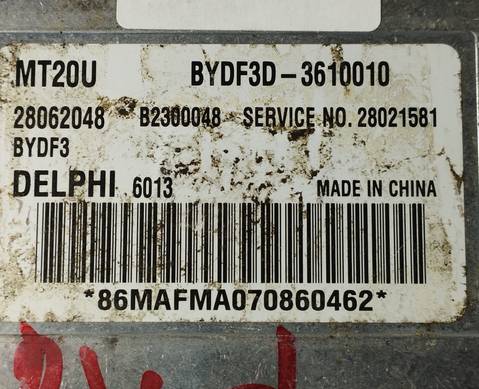 MT20U BYDF3D-3610010
28062048 B2300048 SERVICE NO. 28021581
BYDF3
DELPHI 6013 MADE IN CHINA
*86MAFMA070860462*